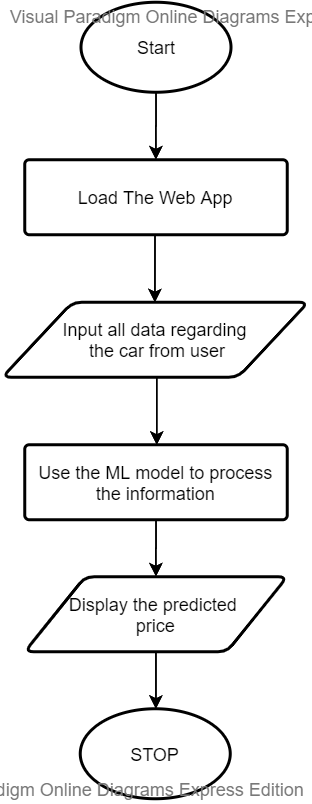 Visual Paradigm Online Diagrams Exp
Start
Load The Web App
Input all data regarding
the car from user
Use the ML model to process
the information
Display the predicted
price
STOP
digm Online Diagrams Express Edition